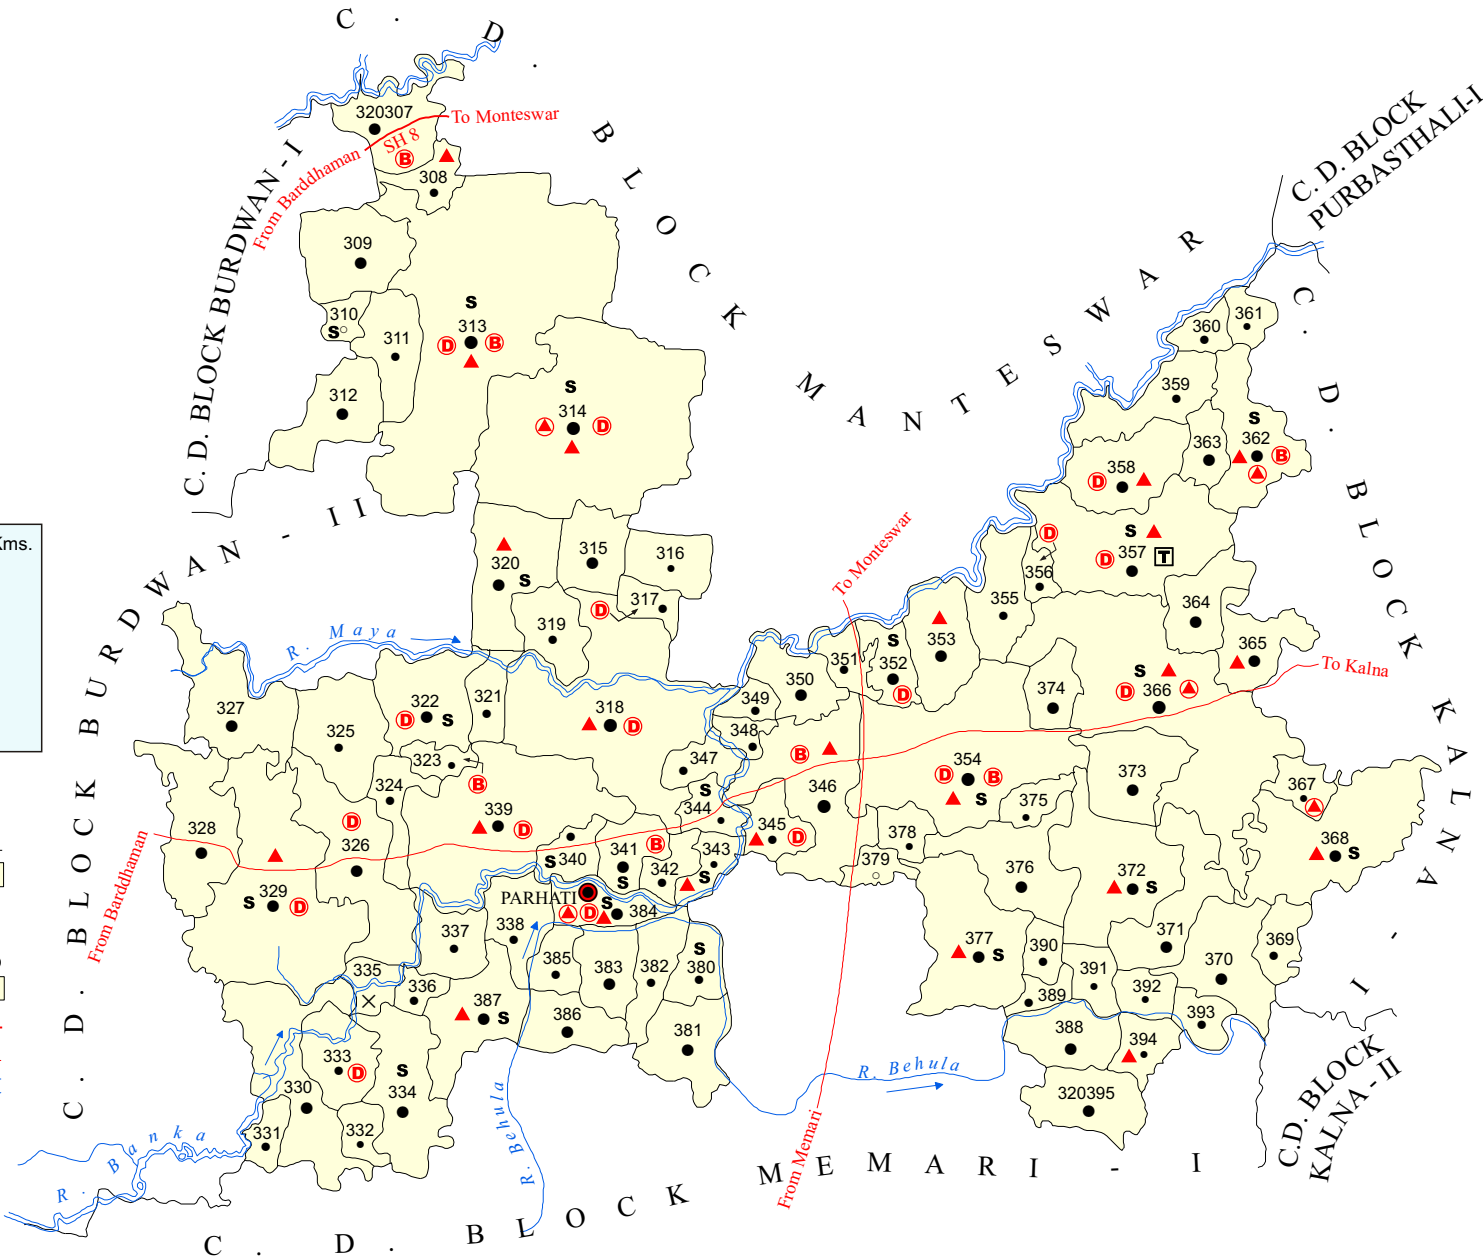 C . D . BLOCK MANTESWAR
320307
To Monteswar
SH 8
B
From Barddhaman
308
C. D. BLOCK BURDWAN - I
C. D. BLOCK
PURBASTHALI-I
309
310
S
311
312
S
313
D
B
S
314
D
360
361
359
S
362
B
363
358
D
C. D. BLOCK KALNA - I
C. D. BLOCK BURDWAN - II
Kms.
320
S
315
316
317
D
319
D
S
357
D
T
356
355
364
365
To Monteswar
353
S
352
D
351
350
349
348
R. Maya
To Kalna
S
366
D
374
327
325
322
D
S
321
318
D
323
347
S
344
B
346
354
D
B
S
373
375
367
324
B
339
D
328
D
326
345
D
378
379
368
S
S
340
341
S
B
342
343
S
376
372
S
From Barddhaman
S
329
D
PARHATI
D
S
384
337
338
377
S
390
371
369
370
391
392
389
393
335
336
385
383
382
S
380
387
S
386
381
388
394
333
D
S
334
330
331
332
320395
R. Behula
R. Behula
R. Banka
From Memari
C.D. BLOCK
KALNA - II
C. D. BLOCK MEMARI - I